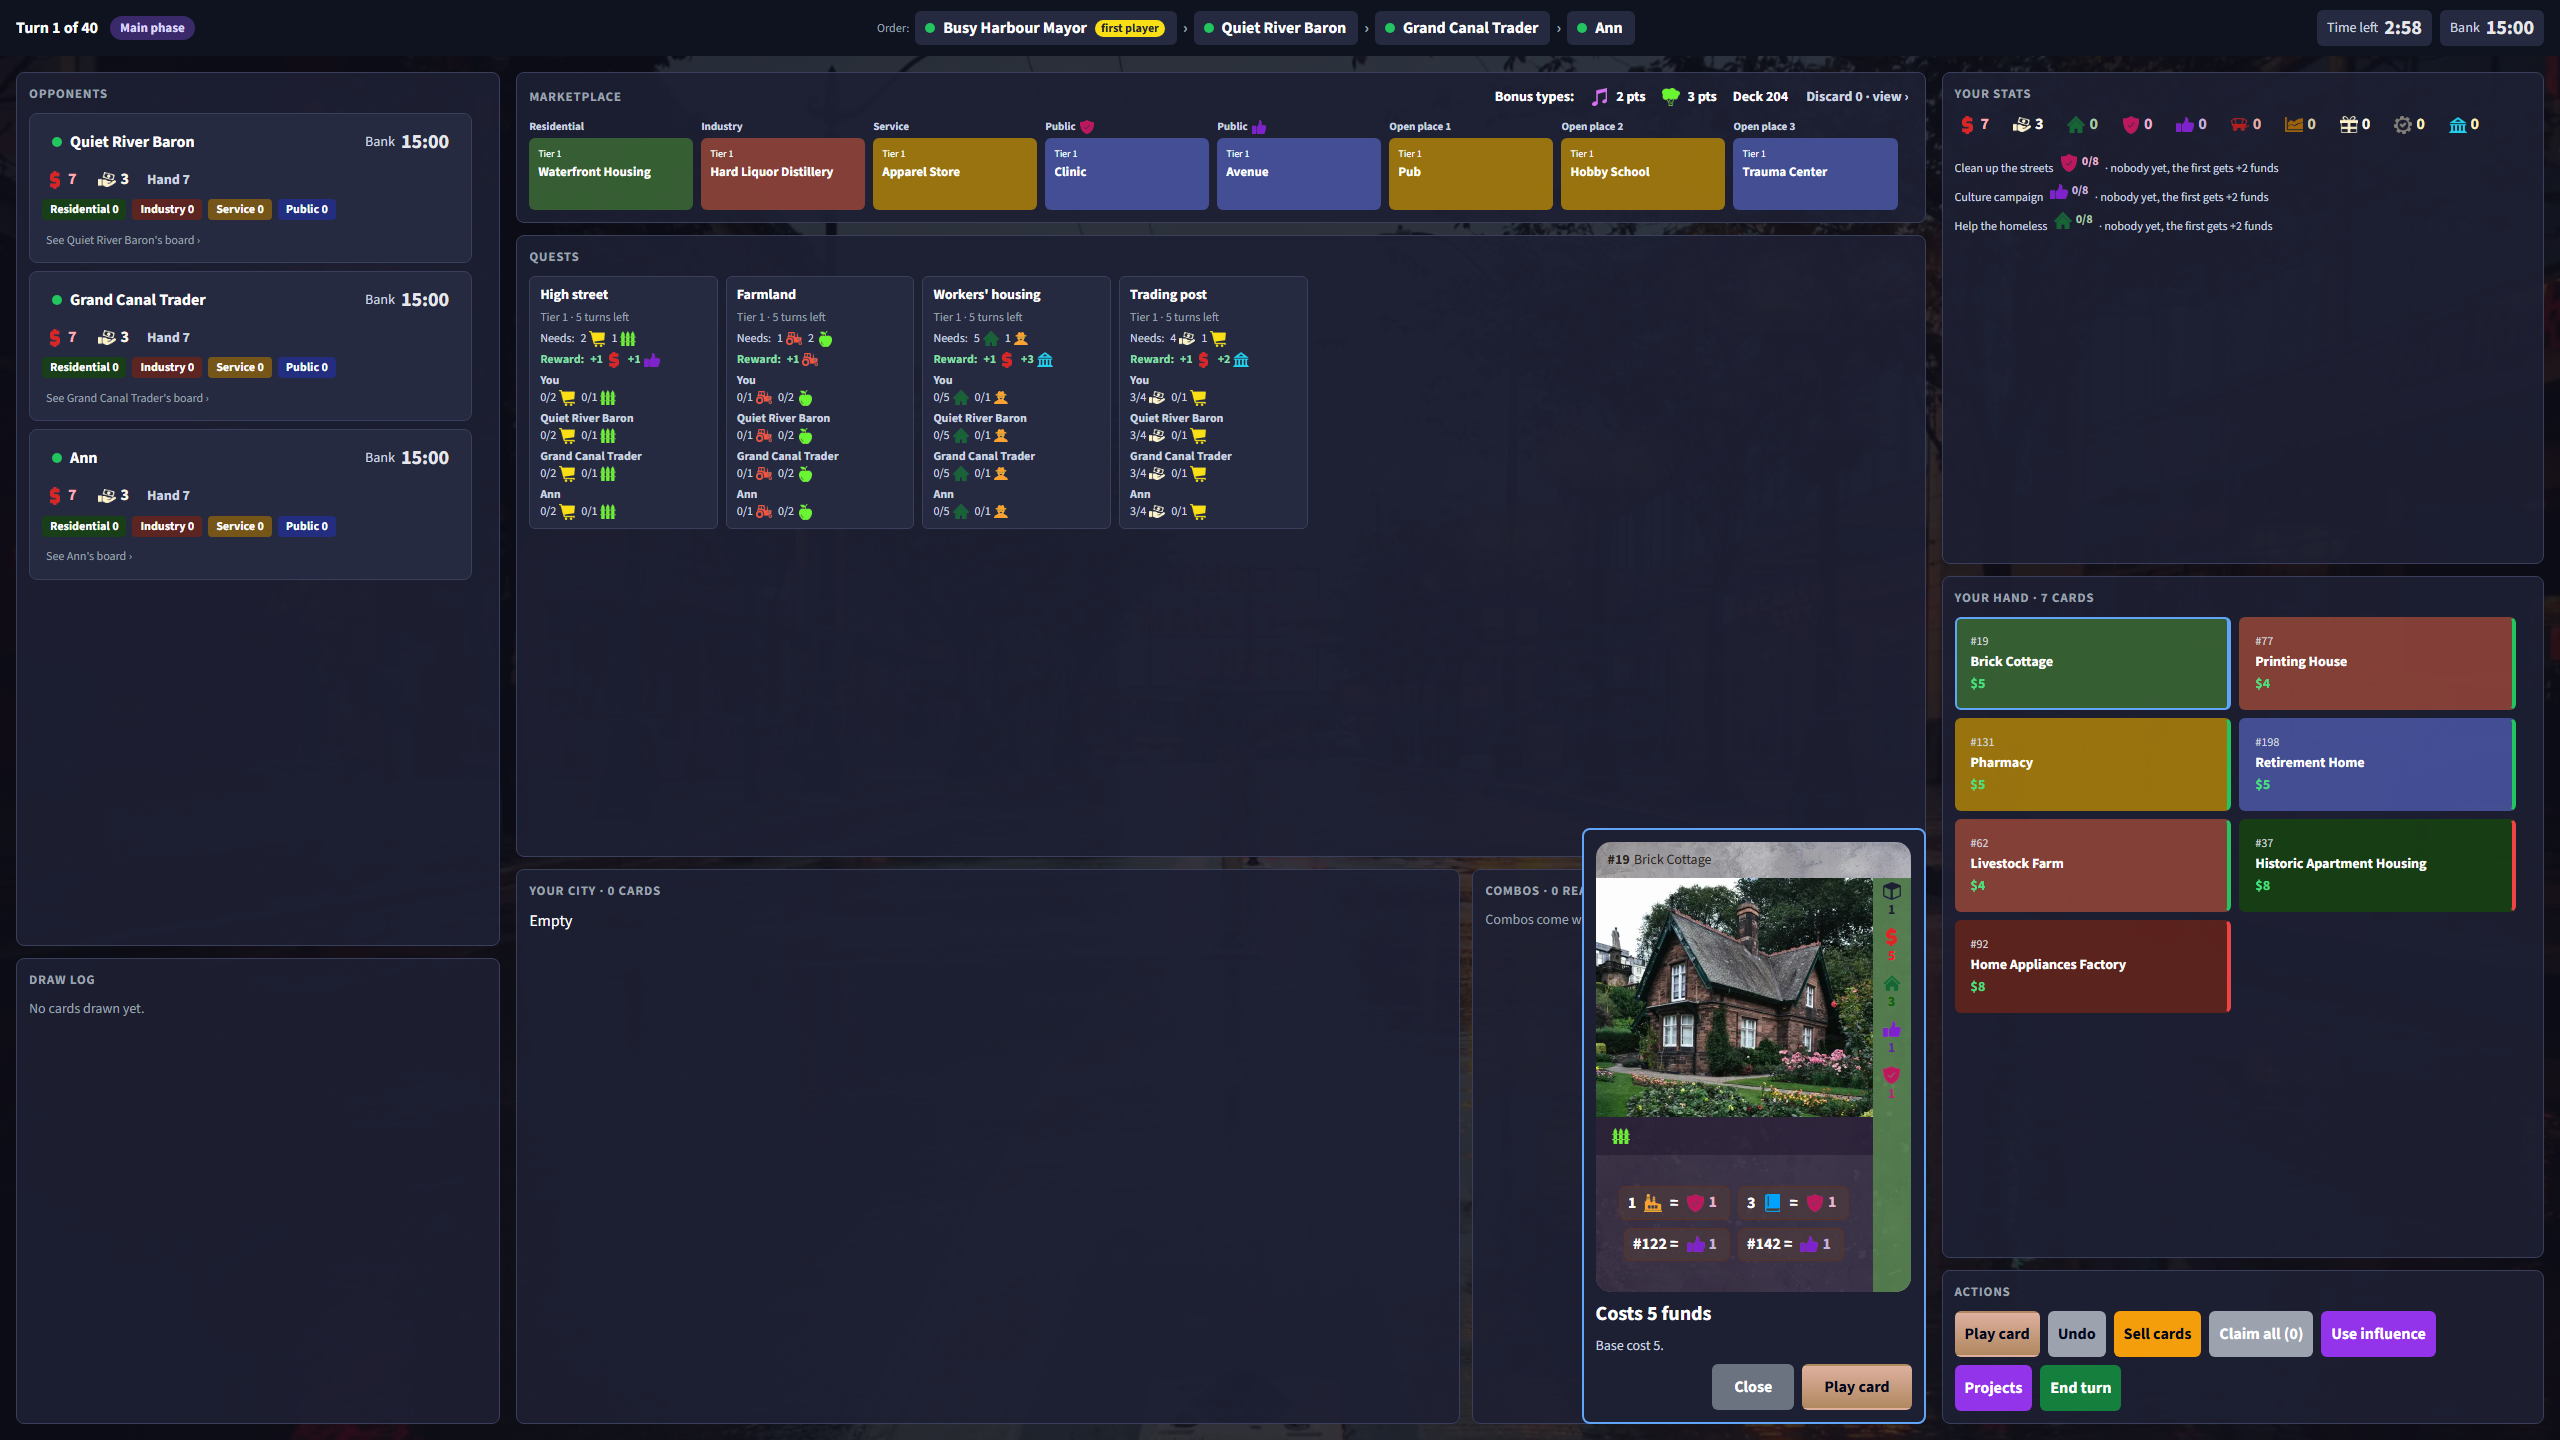 Turn 1 of 40 Main phase
Order: Busy Harbour Mayor first player › Quiet River Baron › Grand Canal Trader › Ann
Time left 2:58 Bank 15:00
OPPONENTS
Quiet River Baron Bank 15:00
7 3 Hand 7
Residential 0 Industry 0 Service 0 Public 0
See Quiet River Baron's board ›
Grand Canal Trader Bank 15:00
7 3 Hand 7
Residential 0 Industry 0 Service 0 Public 0
See Grand Canal Trader's board ›
Ann Bank 15:00
7 3 Hand 7
Residential 0 Industry 0 Service 0 Public 0
See Ann's board ›
DRAW LOG
No cards drawn yet.
MARKETPLACE
Bonus types: 2 pts 3 pts Deck 204 Discard 0 · view ›
Residential
Tier 1
Waterfront Housing
Industry
Tier 1
Hard Liquor Distillery
Service
Tier 1
Apparel Store
Public
Tier 1
Clinic
Public
Tier 1
Avenue
Open place 1
Tier 1
Pub
Open place 2
Tier 1
Hobby School
Open place 3
Tier 1
Trauma Center
QUESTS
High street
Tier 1 · 5 turns left
Needs: 2 1
Reward: +1 +1
You
0/2 0/1
Quiet River Baron
0/2 0/1
Grand Canal Trader
0/2 0/1
Ann
0/2 0/1
Farmland
Tier 1 · 5 turns left
Needs: 1 2
Reward: +1
You
0/1 0/2
Quiet River Baron
0/1 0/2
Grand Canal Trader
0/1 0/2
Ann
0/1 0/2
Workers' housing
Tier 1 · 5 turns left
Needs: 5 1
Reward: +1 +3
You
0/5 0/1
Quiet River Baron
0/5 0/1
Grand Canal Trader
0/5 0/1
Ann
0/5 0/1
Trading post
Tier 1 · 5 turns left
Needs: 4 1
Reward: +1 +2
You
3/4 0/1
Quiet River Baron
3/4 0/1
Grand Canal Trader
3/4 0/1
Ann
3/4 0/1
YOUR CITY · 0 CARDS
Empty
COMBOS · 0 REA
Combos come w
#19 Brick Cottage
1
5
3
1
1
1 = 1 3 = 1
#122 = 1 #142 = 1
Costs 5 funds
Base cost 5.
Close Play card
YOUR STATS
7 3 0 0 0 0 0 0 0 0
Clean up the streets 0/8 · nobody yet, the first gets +2 funds
Culture campaign 0/8 · nobody yet, the first gets +2 funds
Help the homeless 0/8 · nobody yet, the first gets +2 funds
YOUR HAND · 7 CARDS
#19
Brick Cottage
$5
#77
Printing House
$4
#131
Pharmacy
$5
#198
Retirement Home
$5
#62
Livestock Farm
$4
#37
Historic Apartment Housing
$8
#92
Home Appliances Factory
$8
ACTIONS
Play card Undo Sell cards Claim all (0) Use influence
Projects End turn